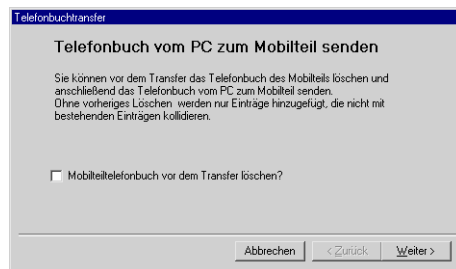 Telefonbuchtransfer
Telefonbuch vom PC zum Mobilteil senden
Sie können vor dem Transfer das Telefonbuch des Mobilteils löschen und
anschließend das Telefonbuch vom PC zum Mobilteil senden.
Ohne vorheriges Löschen werden nur Einträge hinzugefügt, die nicht mit
bestehenden Einträgen kollidieren.
Mobilteiltelefonbuch vor dem Transfer löschen?
Abbrechen < Zurück Weiter >